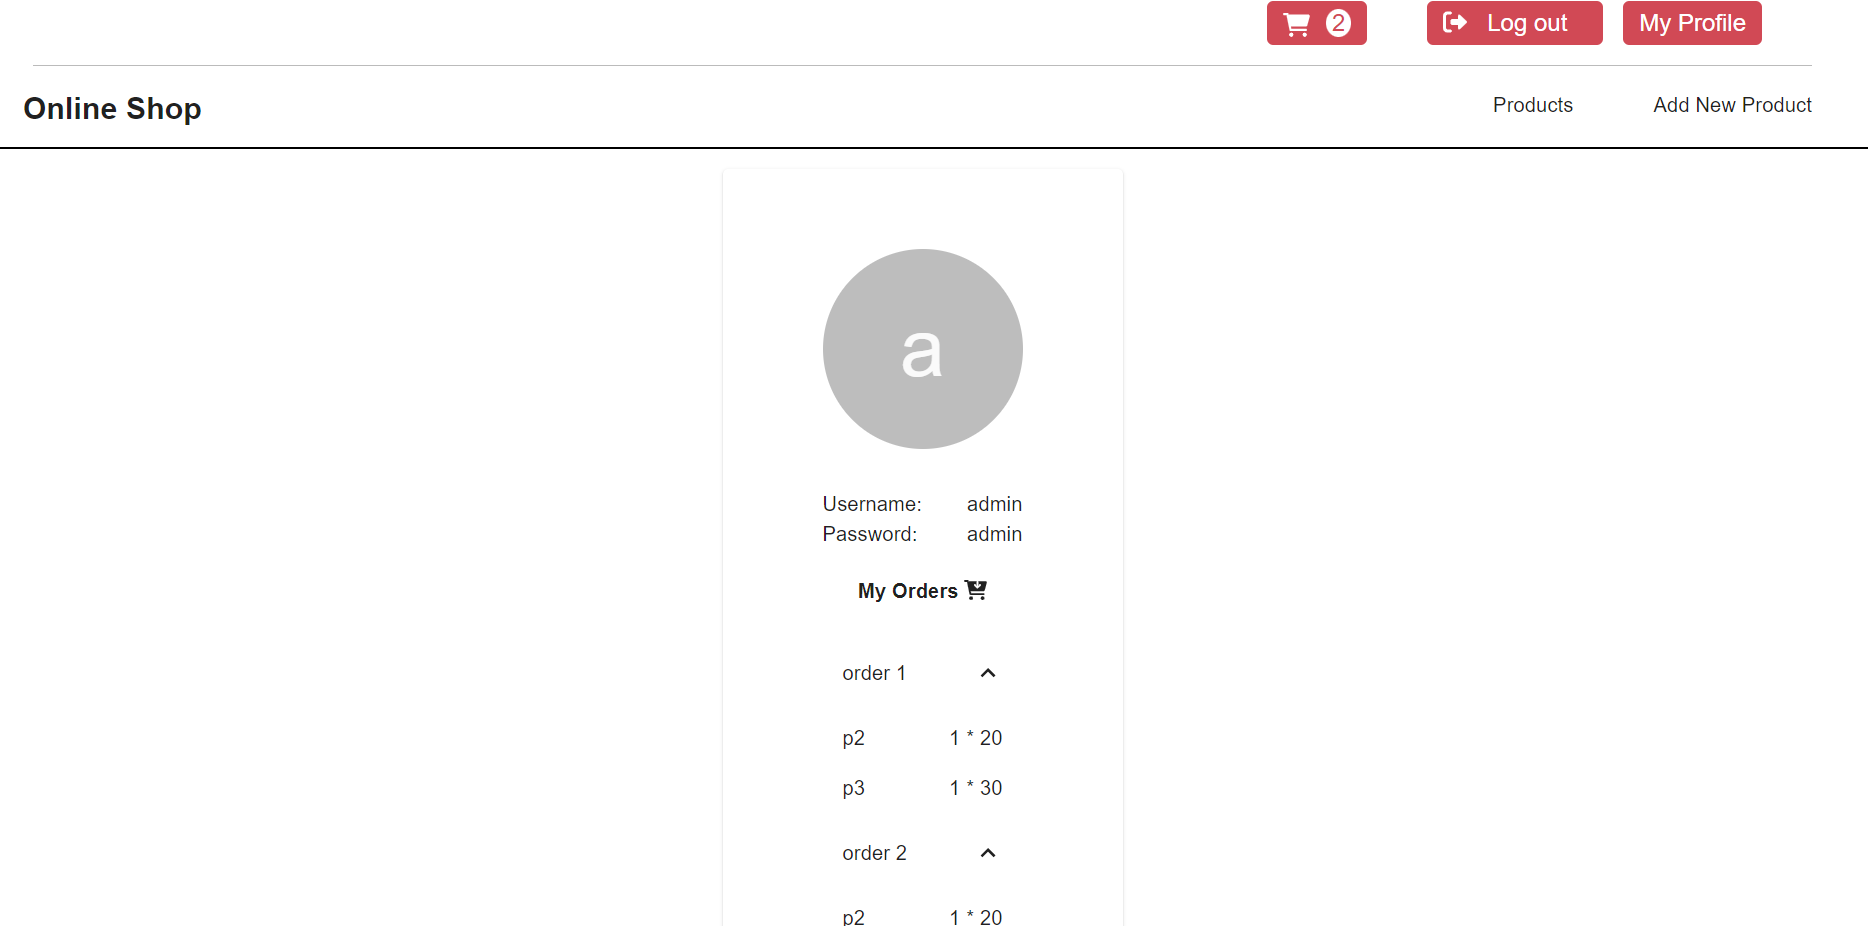 2 Log out My Profile
Online Shop Products Add New Product
a
Username: admin
Password: admin
My Orders
order 1
p2 1 * 20
p3 1 * 30
order 2
p2 1 * 20